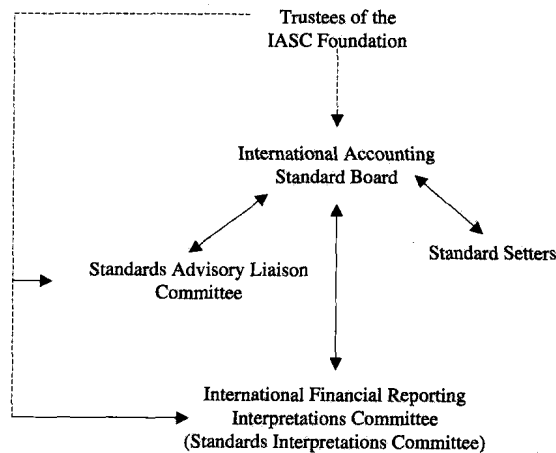 Trustees of the
IASC Foundation
International Accounting
Standard Board
Standard Setters
Standards Advisory Liaison
Committee
International Financial Reporting
Interpretations Committee
(Standards Interpretations Committee)